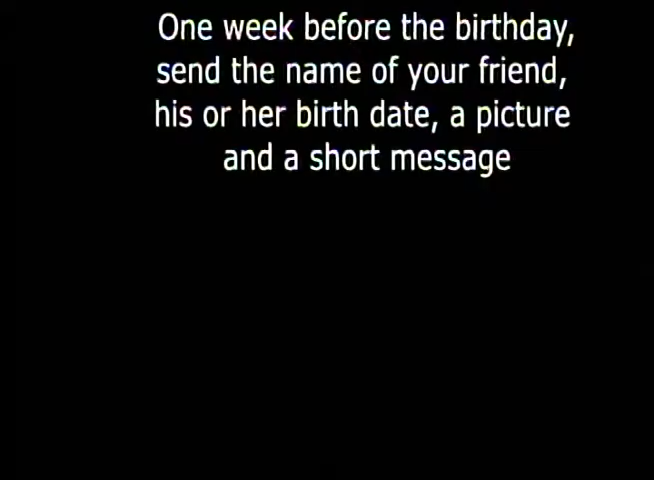 One week before the birthday,
send the name of your friend,
his or her birth date, a picture
and a short message